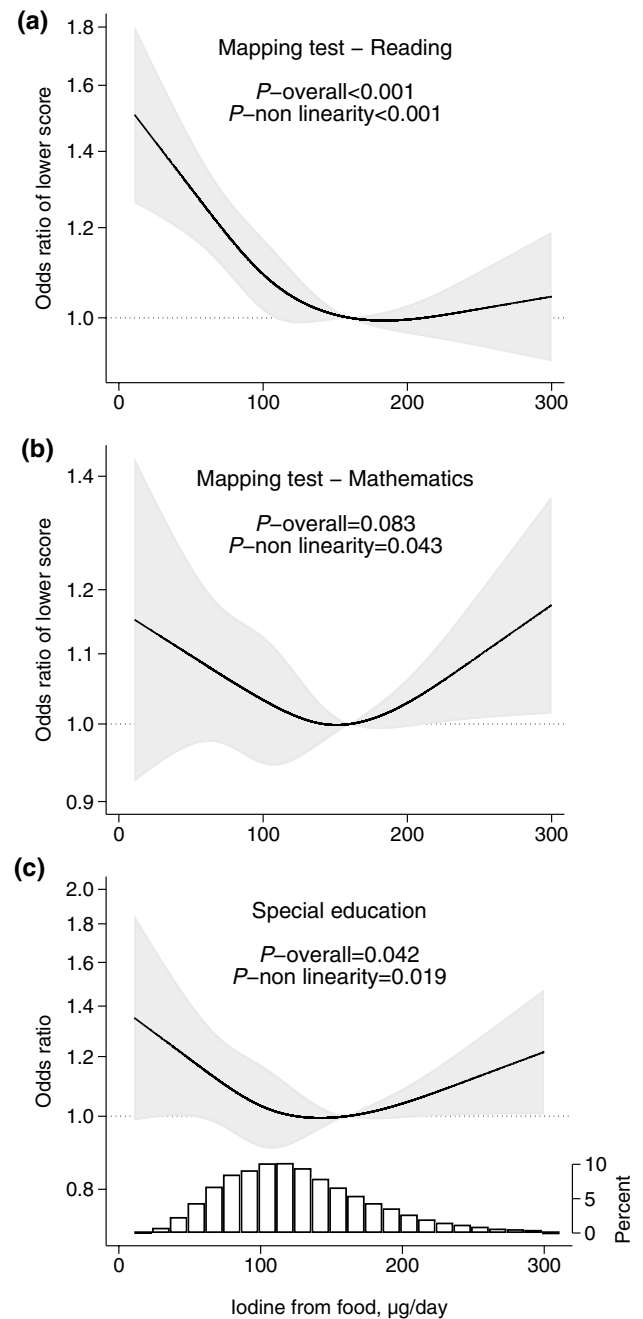 (a)
Mapping test – Reading
P–overall<0.001
P–non linearity<0.001
Odds ratio of lower score
1.8
1.6
1.4
1.2
1.0
0 100 200 300
(b)
Mapping test – Mathematics
P–overall=0.083
P–non linearity=0.043
Odds ratio of lower score
1.4
1.2
1.1
1.0
0.9
0 100 200 300
(c)
Special education
P–overall=0.042
P–non linearity=0.019
Odds ratio
2.0
1.8
1.6
1.4
1.2
1.0
0.8
10
5
0
Percent
0 100 200 300
Iodine from food, µg/day